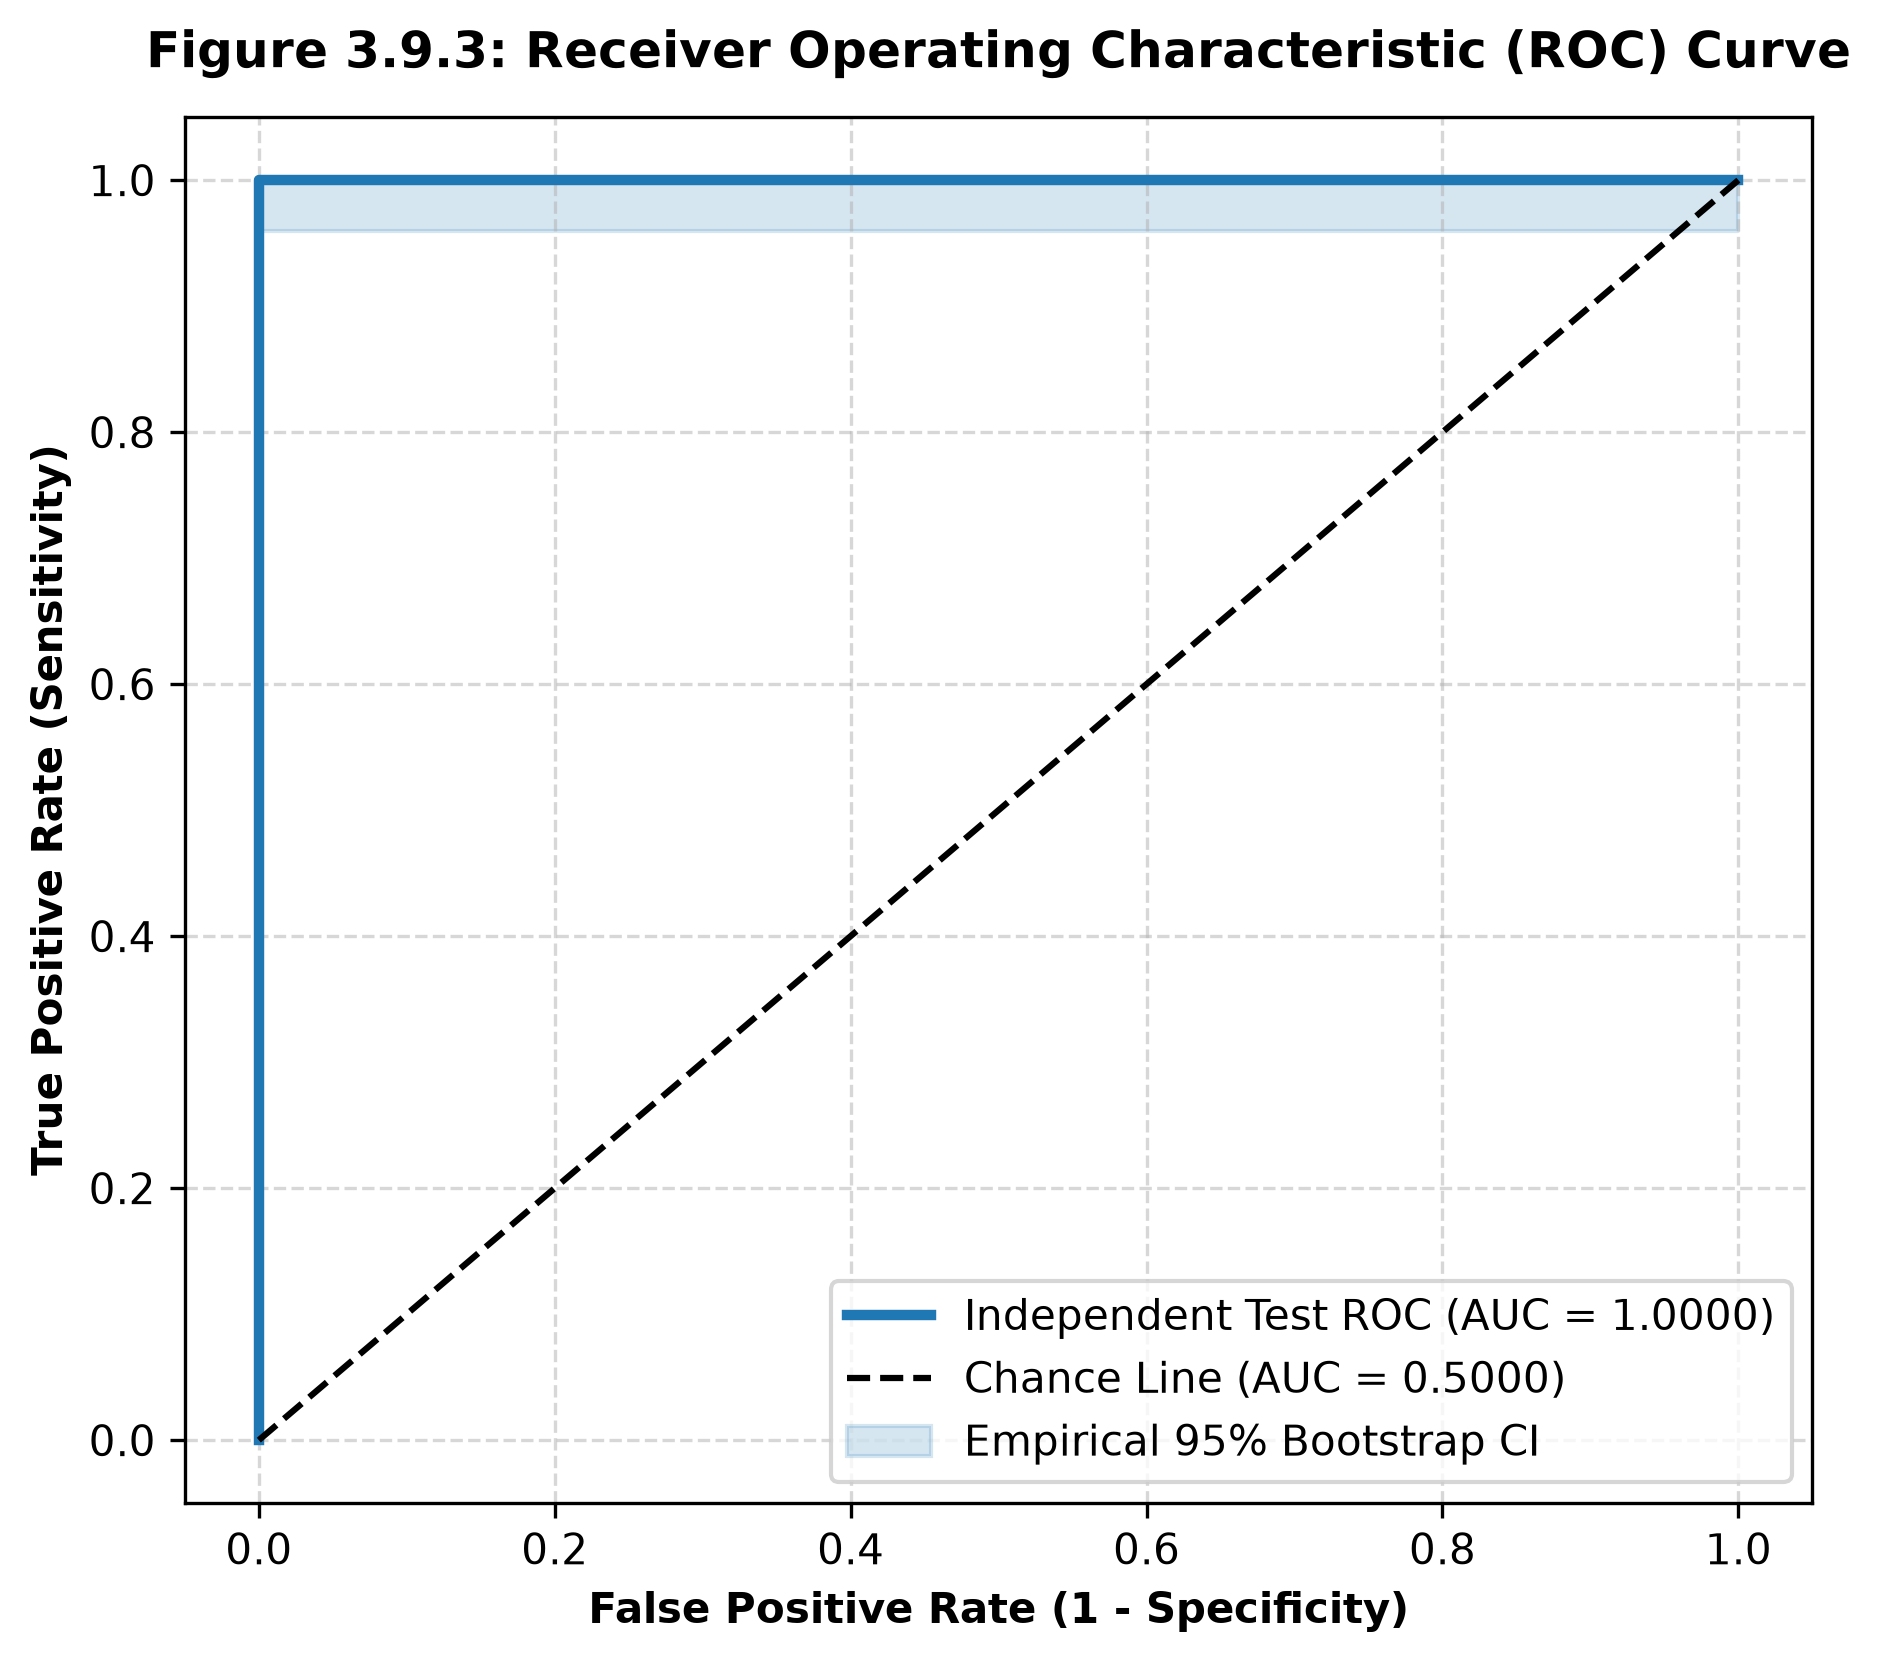 Figure 3.9.3: Receiver Operating Characteristic (ROC) Curve
True Positive Rate (Sensitivity)
1.0
0.8
0.6
0.4
0.2
0.0
Independent Test ROC (AUC = 1.0000)
Chance Line (AUC = 0.5000)
Empirical 95% Bootstrap CI
0.0 0.2 0.4 0.6 0.8 1.0
False Positive Rate (1 - Specificity)